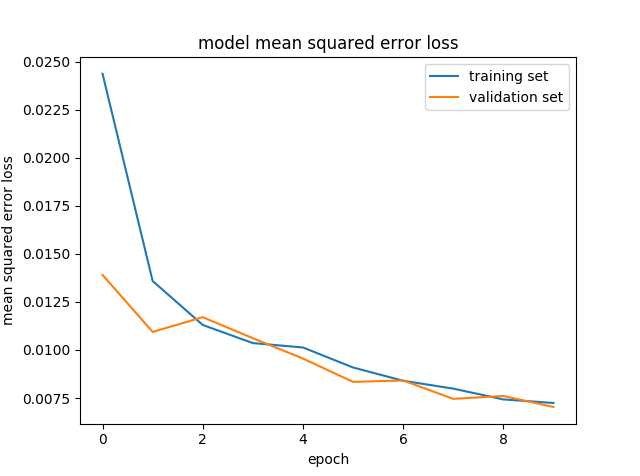 model mean squared error loss
training set
validation set
mean squared error loss
0.0250
0.0225
0.0200
0.0175
0.0150
0.0125
0.0100
0.0075
0 2 4 6 8
epoch